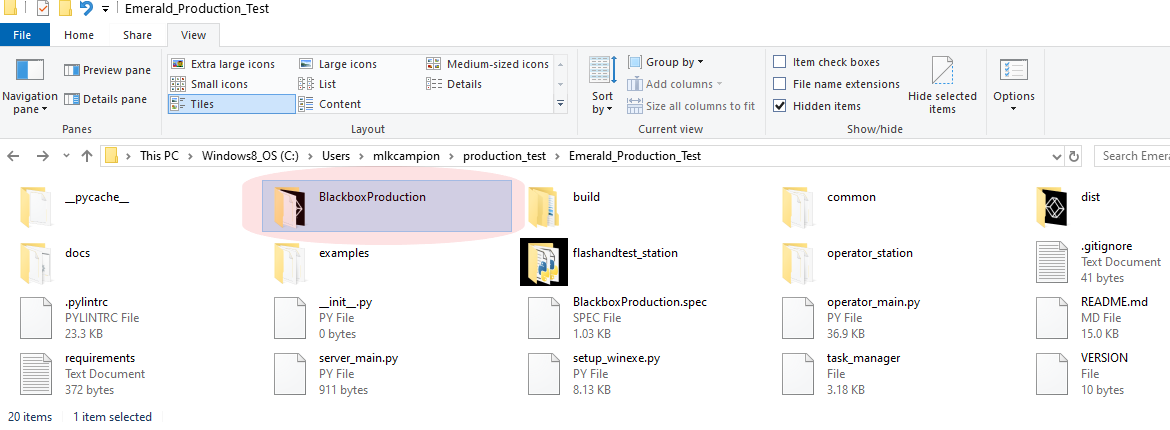 Emerald_Production_Test
File Home Share View
Navigation pane
Preview pane
Details pane
Panes
Extra large icons Large icons Medium-sized icons
Small icons List Details
Tiles Content
Layout
Sort by
Group by
Add columns
Size all columns to fit
Current view
Item check boxes
File name extensions
Hidden items
Hide selected items
Show/hide
Options
This PC Windows8_OS (C:) Users mlkcampion production_test Emerald_Production_Test
Search Emera
__pycache__ BlackboxProduction build common dist
docs examples flashandtest_station operator_station .gitignore
Text Document
41 bytes
.pylintrc __init__.py BlackboxProduction.spec operator_main.py README.md
PYLINTRC File PY File SPEC File PY File MD File
23.3 KB 0 bytes 1.03 KB 36.9 KB 15.0 KB
requirements server_main.py setup_winexe.py task_manager VERSION
Text Document PY File PY File File File
372 bytes 911 bytes 8.13 KB 3.18 KB 10 bytes
20 items 1 item selected